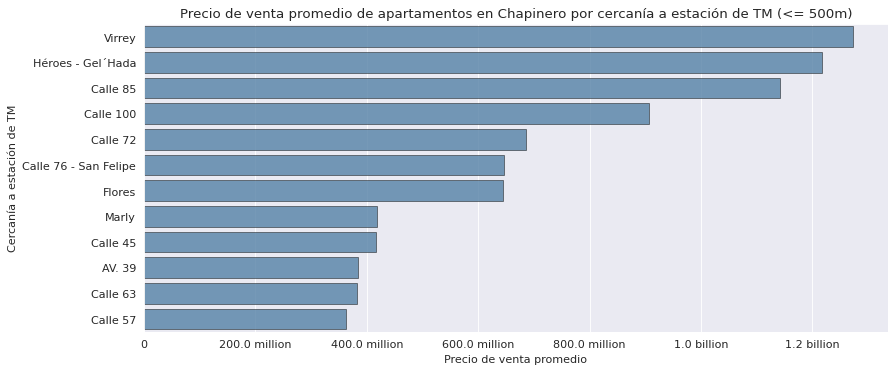 Precio de venta promedio de apartamentos en Chapinero por cercanía a estación de TM (<= 500m)
Cercanía a estación de TM
Virrey
Héroes - Gel´Hada
Calle 85
Calle 100
Calle 72
Calle 76 - San Felipe
Flores
Marly
Calle 45
AV. 39
Calle 63
Calle 57
0 200.0 million 400.0 million 600.0 million 800.0 million 1.0 billion 1.2 billion
Precio de venta promedio